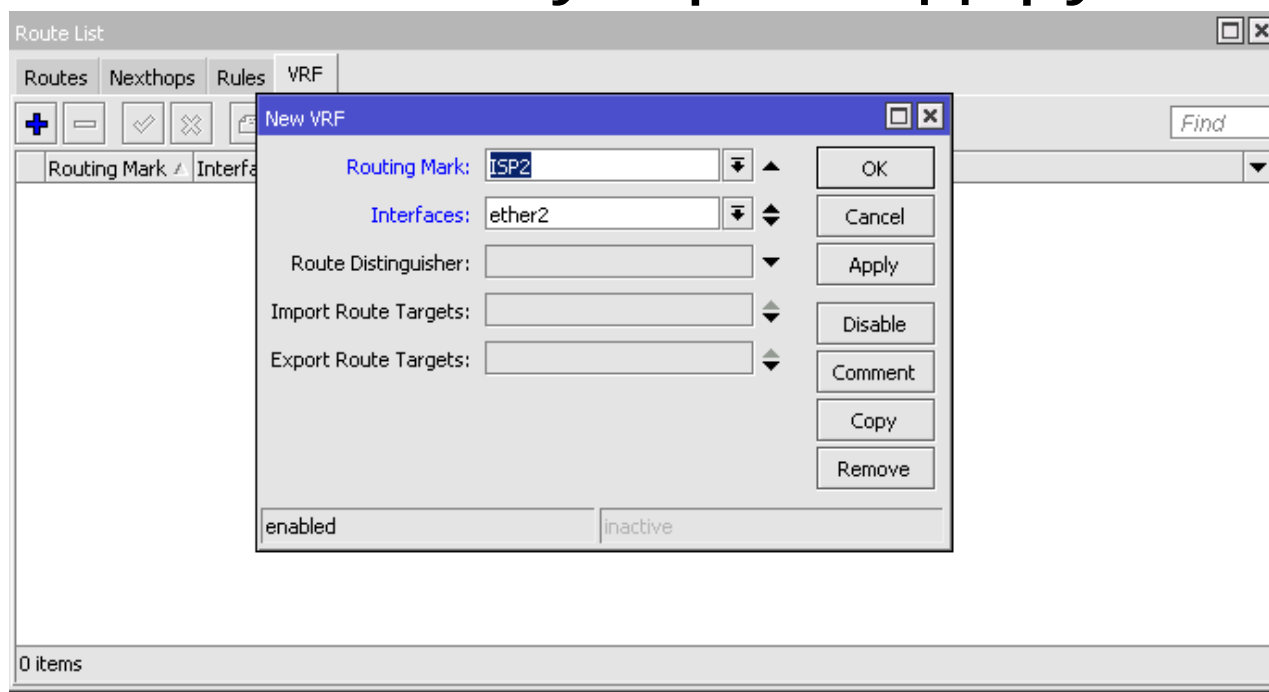 Route List
Routes Nexthops Rules VRF
New VRF
Find
Routing Mark Interfa
Routing Mark: ISP2 OK
Interfaces: ether2 Cancel
Route Distinguisher: Apply
Import Route Targets: Disable
Export Route Targets: Comment
Copy
Remove
enabled inactive
0 items